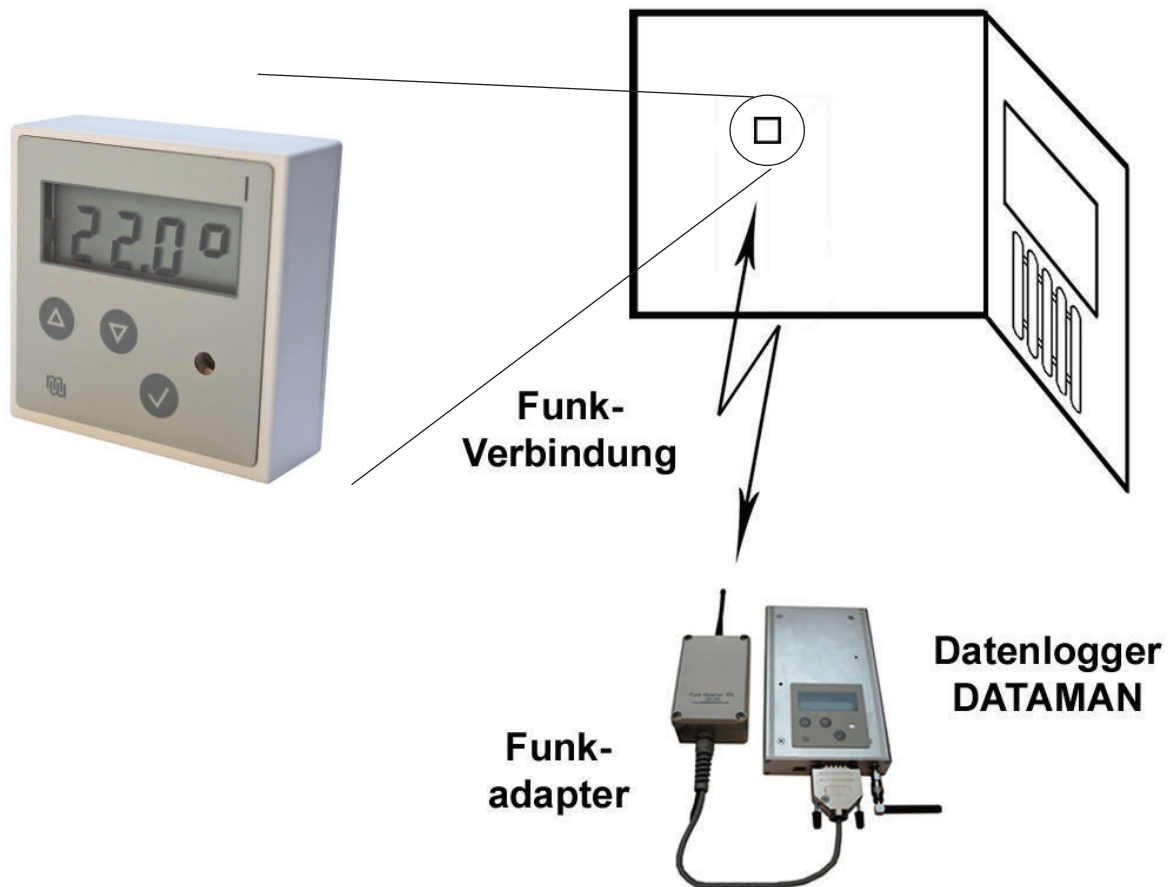 22.0°
Funk-
Verbindung
Datenlogger
DATAMAN
Funk-
adapter